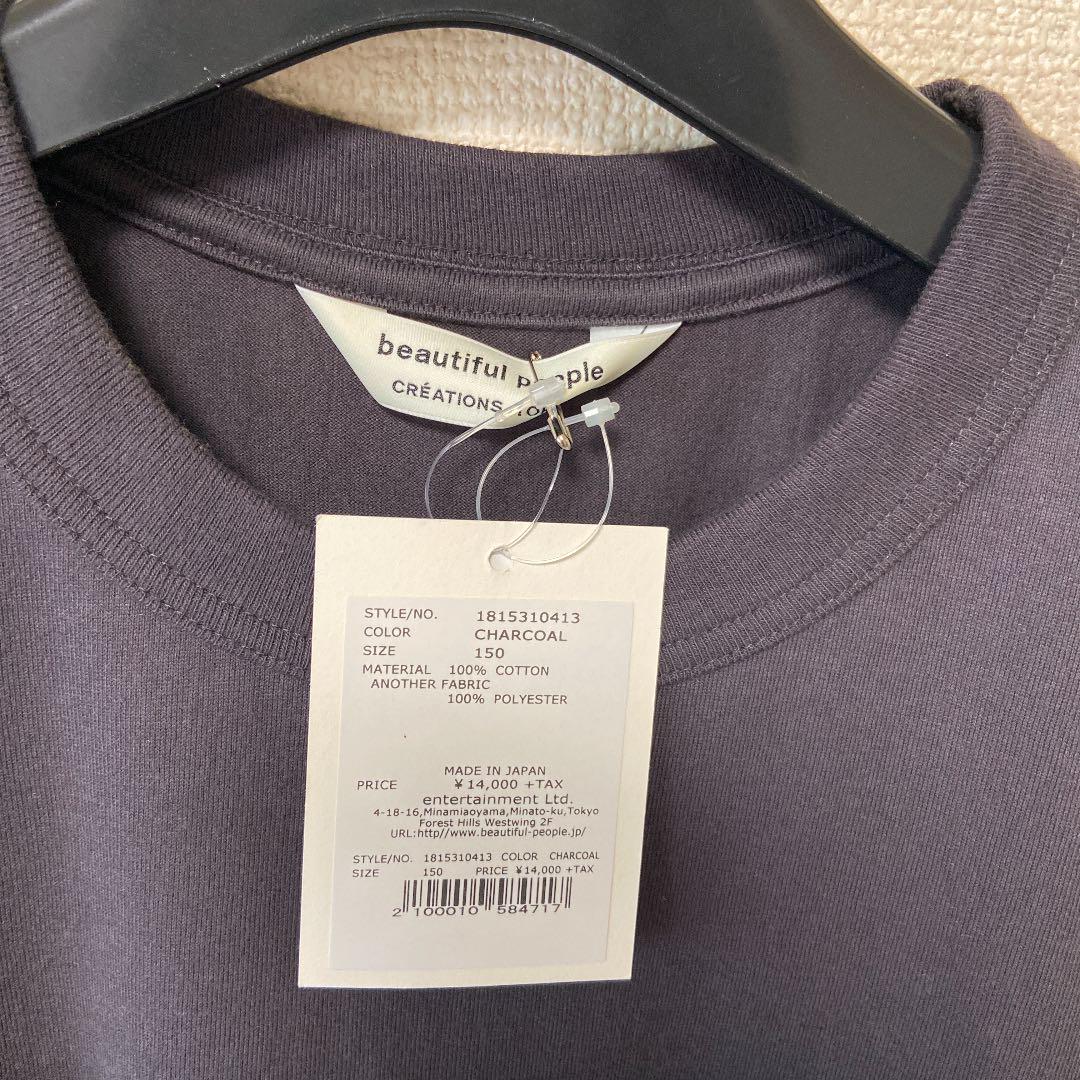 beautiful people
CRÉATIONS
STYLE/NO. 1815310413
COLOR CHARCOAL
SIZE 150
MATERIAL 100% COTTON
ANOTHER FABRIC
100% POLYESTER
MADE IN JAPAN
PRICE ¥14,000 +TAX
entertainment Ltd.
4-18-16,Minamiaoyama,Minato-ku,Tokyo
Forest Hills Westwing 2F
URL:http//www.beautiful-people.jp/
STYLE/NO. 1815310413 COLOR CHARCOAL
SIZE 150 PRICE ¥14,000 +TAX
2 100010 584717